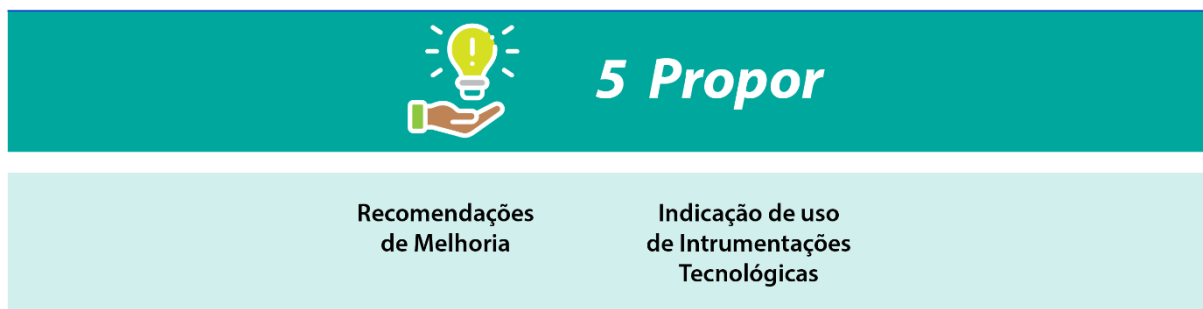 5 Propor
Recomendações
de Melhoria
Indicação de uso
de Intrumentações
Tecnológicas